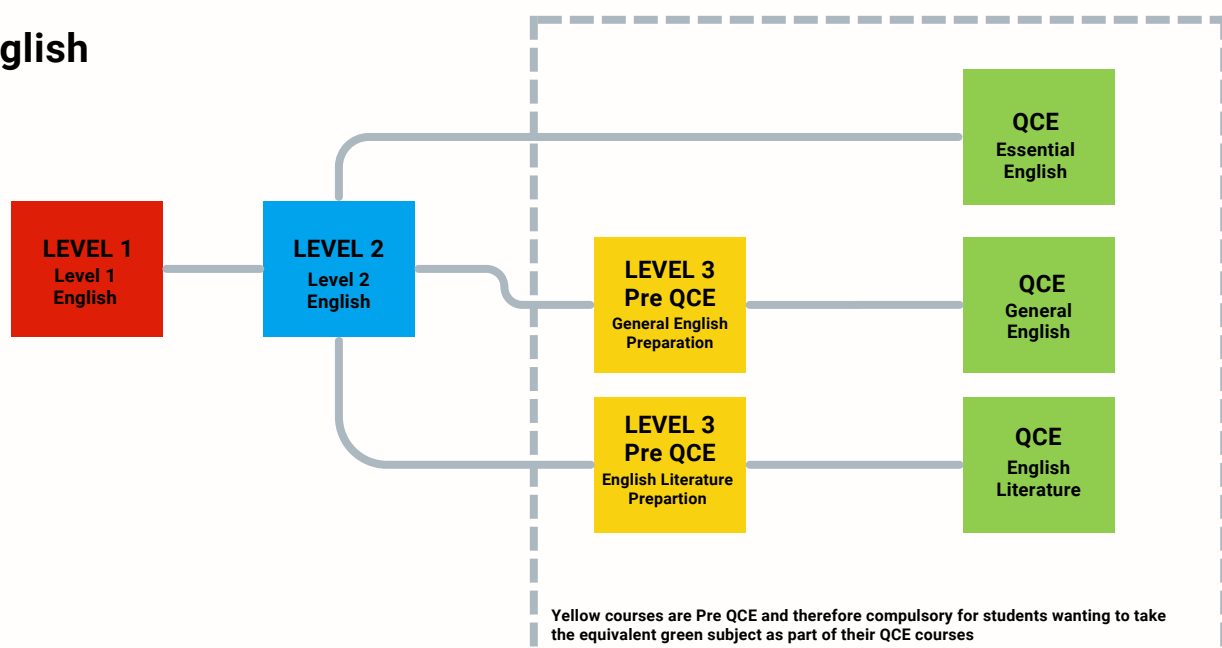 glish
QCE
Essential
English
LEVEL 1
Level 1
English
LEVEL 2
Level 2
English
LEVEL 3
Pre QCE
General English
Preparation
QCE
General
English
LEVEL 3
Pre QCE
English Literature
Prepartion
QCE
English
Literature
Yellow courses are Pre QCE and therefore compulsory for students wanting to take
the equivalent green subject as part of their QCE courses